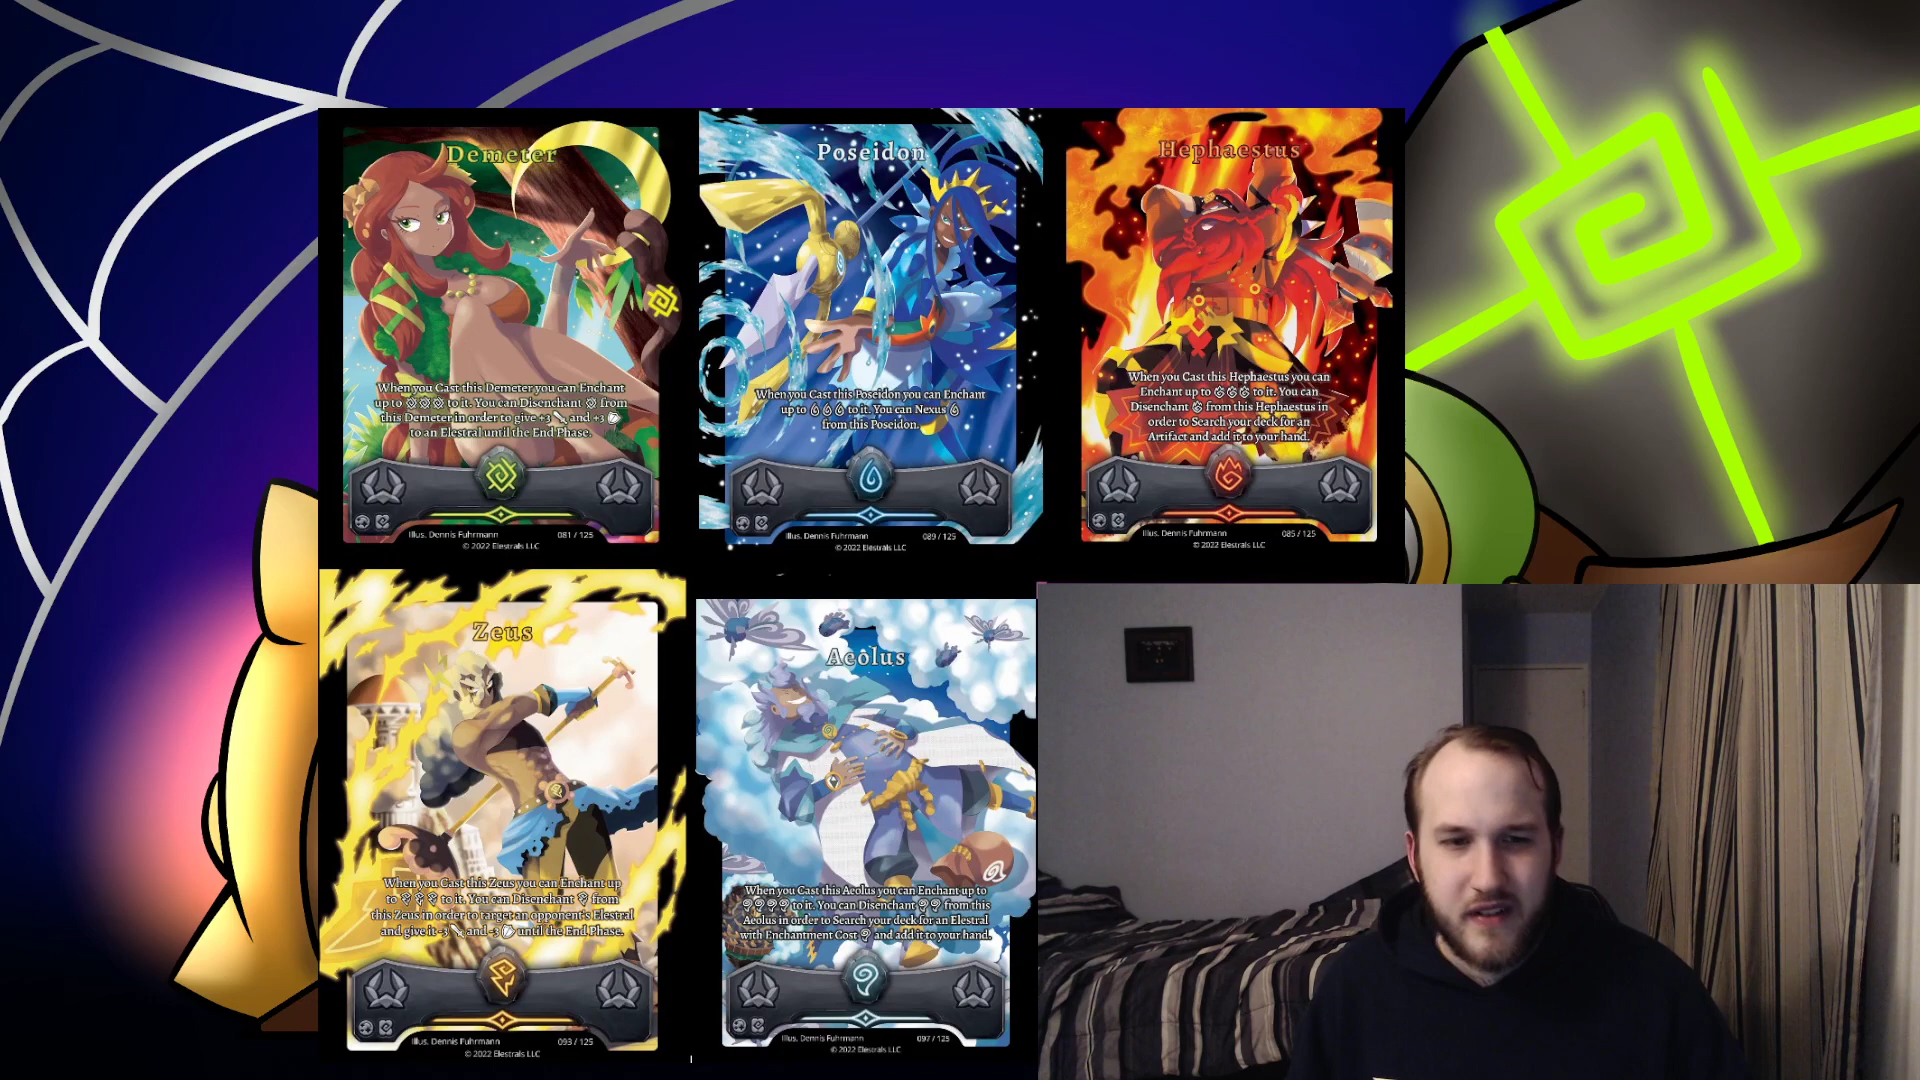 Demeter
When you Cast this Demeter you can Enchant
up to to it. You can Disenchant from
this Demeter in order to give +3 and +3
to an Elestral until the End Phase.
Illus. Dennis Fuhrmann 081 / 125
© 2022 Elestrals LLC
Poseidon
When you Cast this Poseidon you can Enchant
up to to it. You can Nexus
from this Poseidon.
Illus. Dennis Fuhrmann 089 / 125
© 2022 Elestrals LLC
Hephaestus
When you Cast this Hephaestus you can
Enchant up to to it. You can
Disenchant from this Hephaestus in
order to Search your deck for an
Artifact and add it to your hand.
Illus. Dennis Fuhrmann 085 / 125
© 2022 Elestrals LLC
Zeus
When you Cast this Zeus you can Enchant up
to to it. You can Disenchant from
this Zeus in order to target an opponent's Elestral
and give it -3 and -3 until the End Phase.
Illus. Dennis Fuhrmann 093 / 125
© 2022 Elestrals LLC
Aeolus
When you Cast this Aeolus you can Enchant up to
to it. You can Disenchant from this
Aeolus in order to Search your deck for an Elestral
with Enchantment Cost and add it to your hand.
Illus. Dennis Fuhrmann 097 / 125
© 2022 Elestrals LLC